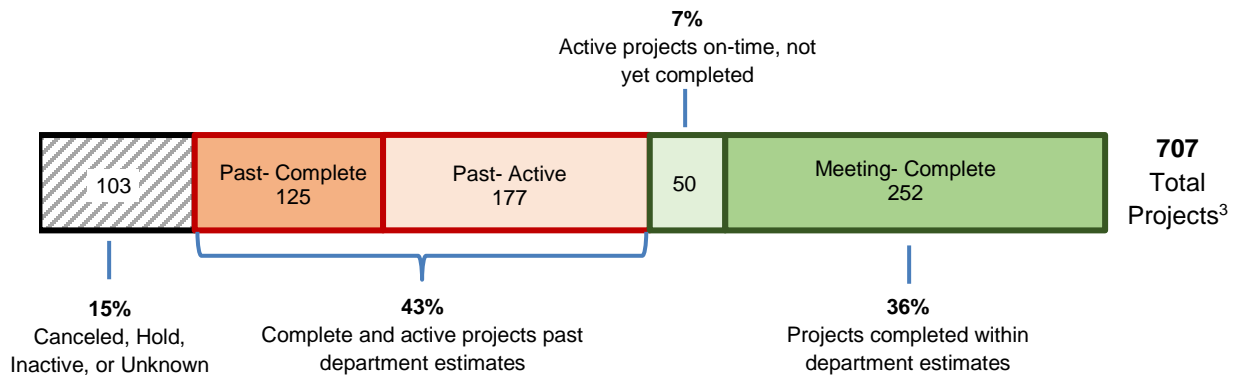 7%
Active projects on-time, not
yet completed
103
Past- Complete
125
Past- Active
177
50
Meeting- Complete
252
707
Total
Projects³
15%
Canceled, Hold,
Inactive, or Unknown
43%
Complete and active projects past
department estimates
36%
Projects completed within
department estimates